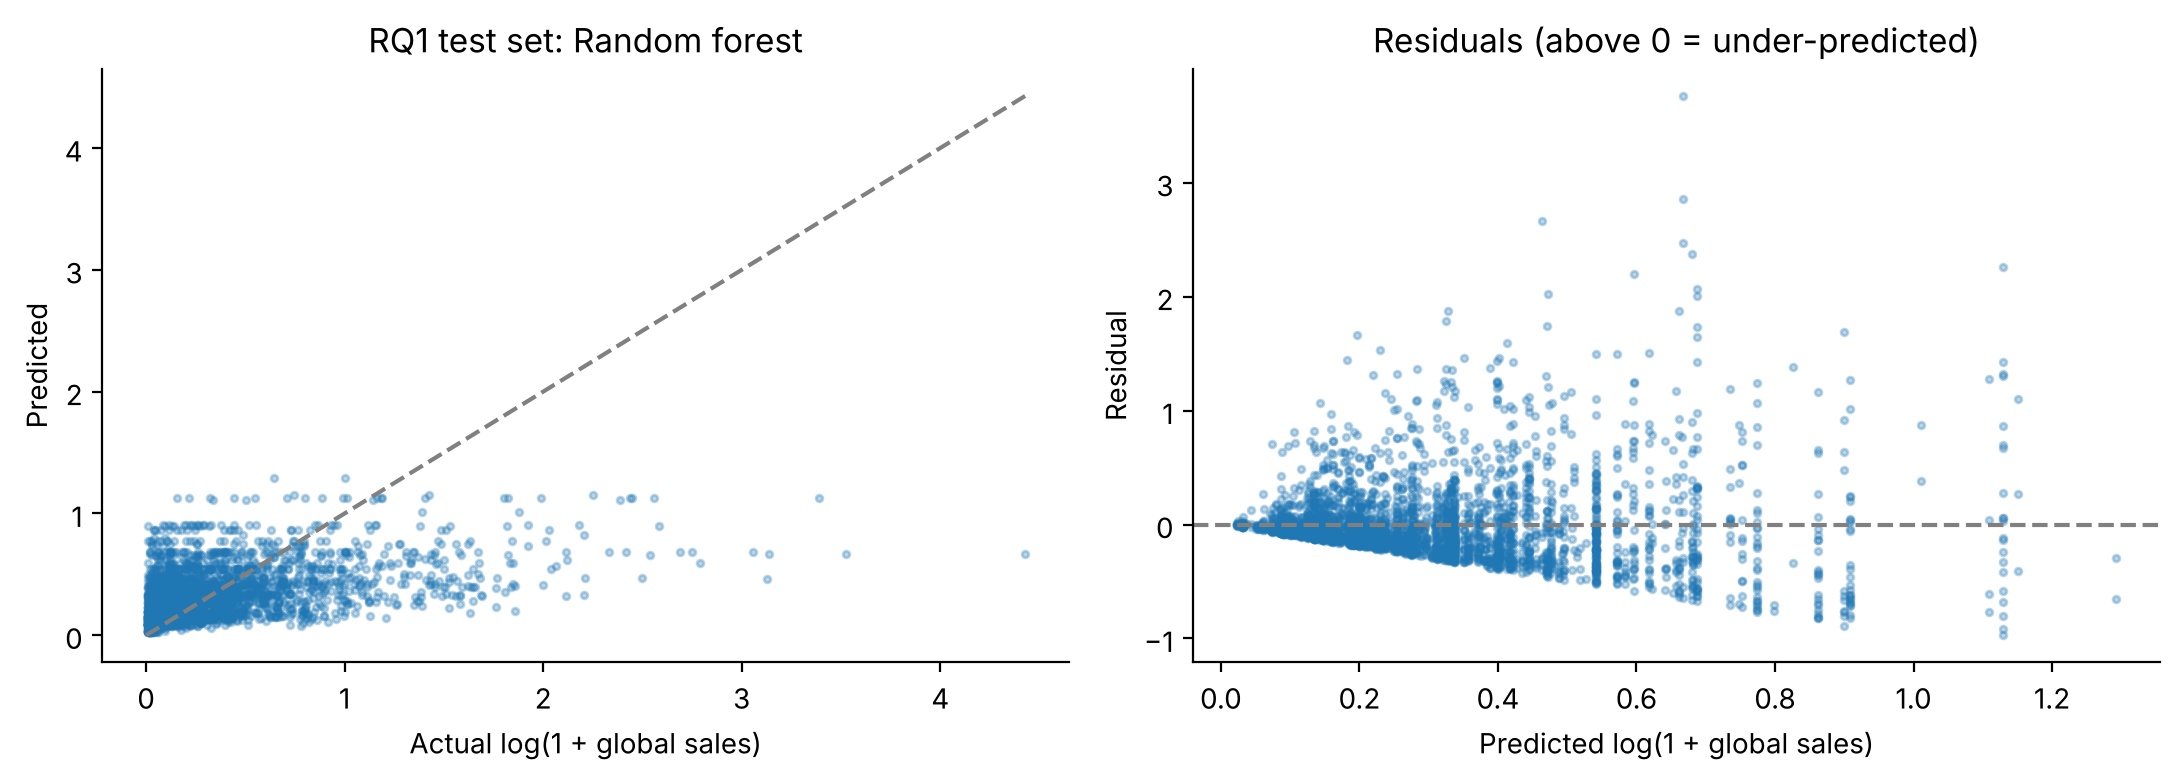 RQ1 test set: Random forest
4
3
2
1
0
Predicted
0 1 2 3 4
Actual log(1 + global sales)
Residuals (above 0 = under-predicted)
3
2
1
0
−1
Residual
0.0 0.2 0.4 0.6 0.8 1.0 1.2
Predicted log(1 + global sales)